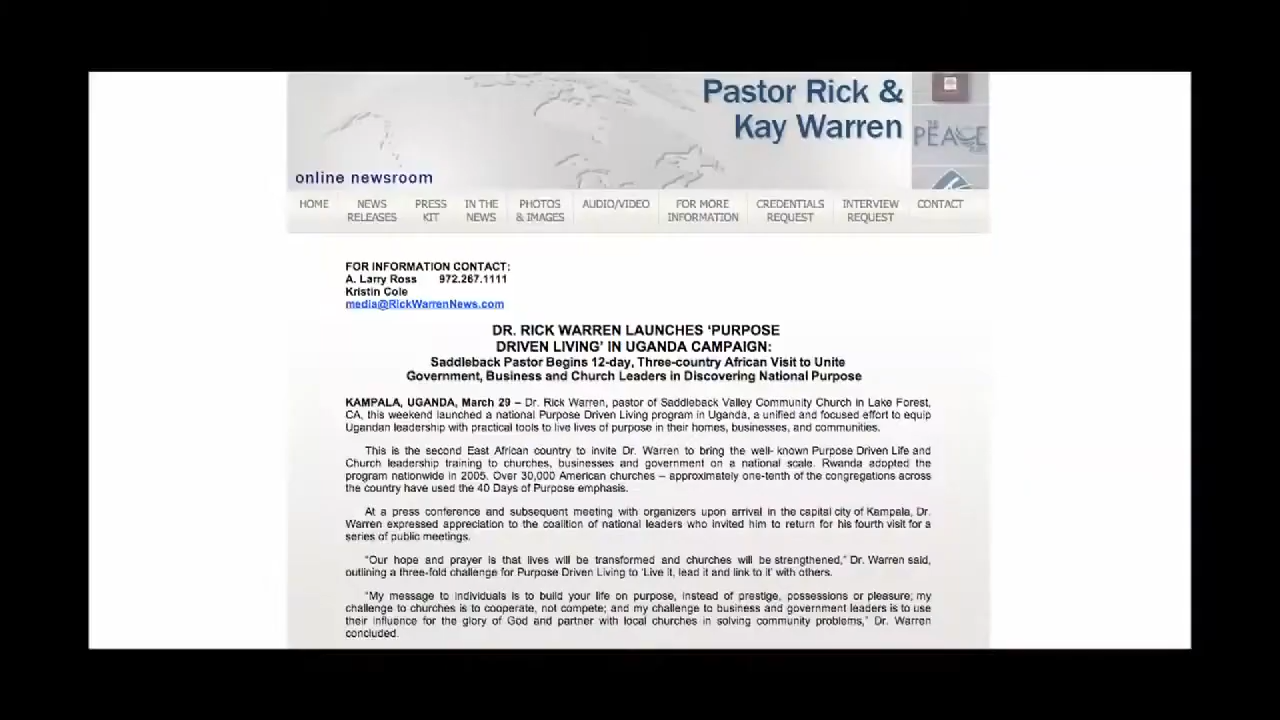 Pastor Rick &
Kay Warren
THE
PEACE
online newsroom
HOME
NEWS
RELEASES
PRESS
KIT
IN THE
NEWS
PHOTOS
& IMAGES
AUDIO/VIDEO
FOR MORE
INFORMATION
CREDENTIALS
REQUEST
INTERVIEW
REQUEST
CONTACT
FOR INFORMATION CONTACT:
A. Larry Ross 972.267.1111
Kristin Cole
media@RickWarrenNews.com
DR. RICK WARREN LAUNCHES ‘PURPOSE
DRIVEN LIVING’ IN UGANDA CAMPAIGN:
Saddleback Pastor Begins 12-day, Three-country African Visit to Unite
Government, Business and Church Leaders in Discovering National Purpose
KAMPALA, UGANDA, March 29 – Dr. Rick Warren, pastor of Saddleback Valley Community Church in Lake Forest,
CA, this weekend launched a national Purpose Driven Living program in Uganda, a unified and focused effort to equip
Ugandan leadership with practical tools to live lives of purpose in their homes, businesses, and communities.
This is the second East African country to invite Dr. Warren to bring the well- known Purpose Driven Life and
Church leadership training to churches, businesses and government on a national scale. Rwanda adopted the
program nationwide in 2005. Over 30,000 American churches – approximately one-tenth of the congregations across
the country have used the 40 Days of Purpose emphasis.
At a press conference and subsequent meeting with organizers upon arrival in the capital city of Kampala, Dr.
Warren expressed appreciation to the coalition of national leaders who invited him to return for his fourth visit for a
series of public meetings.
“Our hope and prayer is that lives will be transformed and churches will be strengthened,” Dr. Warren said,
outlining a three-fold challenge for Purpose Driven Living to ‘Live it, lead it and link to it’ with others.
“My message to individuals is to build your life on purpose, instead of prestige, possessions or pleasure; my
challenge to churches is to cooperate, not compete; and my challenge to business and government leaders is to use
their influence for the glory of God and partner with local churches in solving community problems,” Dr. Warren
concluded.